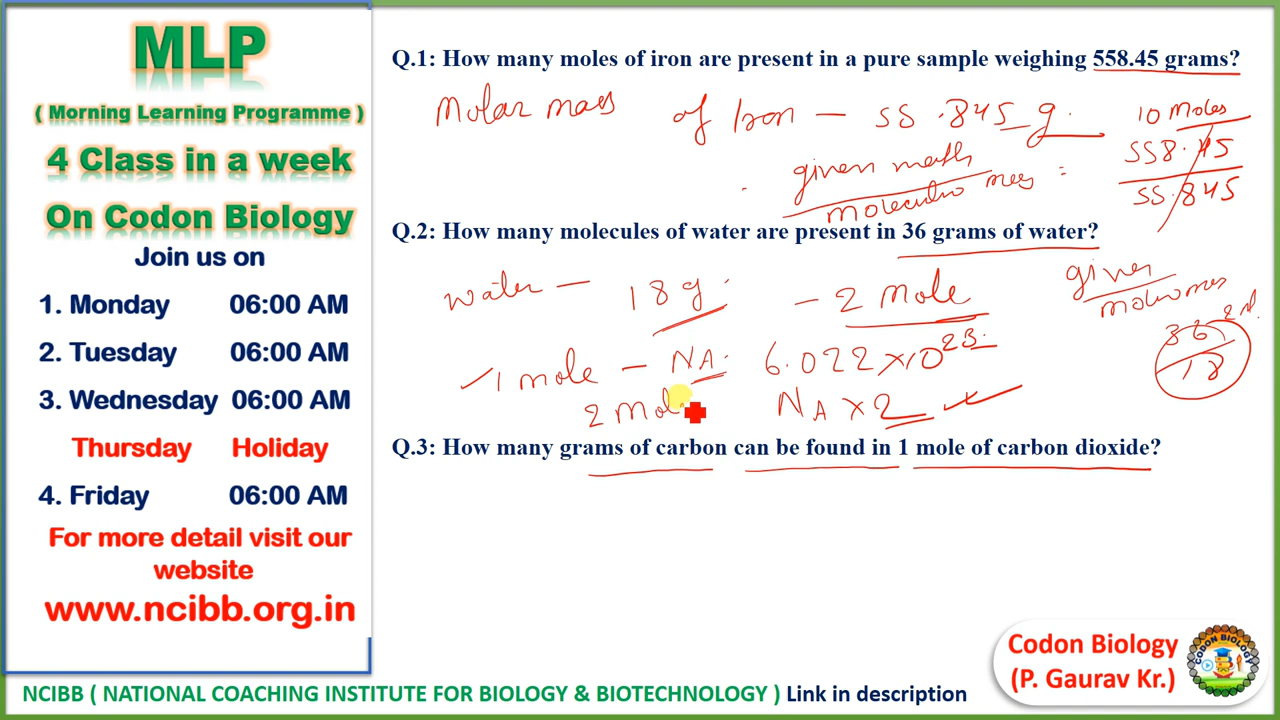 MLP
( Morning Learning Programme )
4 Class in a week
On Codon Biology
Join us on
1. Monday 06:00 AM
2. Tuesday 06:00 AM
3. Wednesday 06:00 AM
Thursday Holiday
4. Friday 06:00 AM
For more detail visit our
website
www.ncibb.org.in
Q.1: How many moles of iron are present in a pure sample weighing 558.45 grams?
Molar mass of Iron — 55.845 g.
10 Moles
given
=
558.45
55.845
Q.2: How many molecules of water are present in 36 grams of water?
water — 18 g. - 2 Mole
given
36
18
1 mole — NA. 6.022 x 10 23
2 Mol NA x 2
Q.3: How many grams of carbon can be found in 1 mole of carbon dioxide?
Codon Biology
(P. Gaurav Kr.)
CODON BIOLOGY
NCIBB ( NATIONAL COACHING INSTITUTE FOR BIOLOGY & BIOTECHNOLOGY ) Link in description